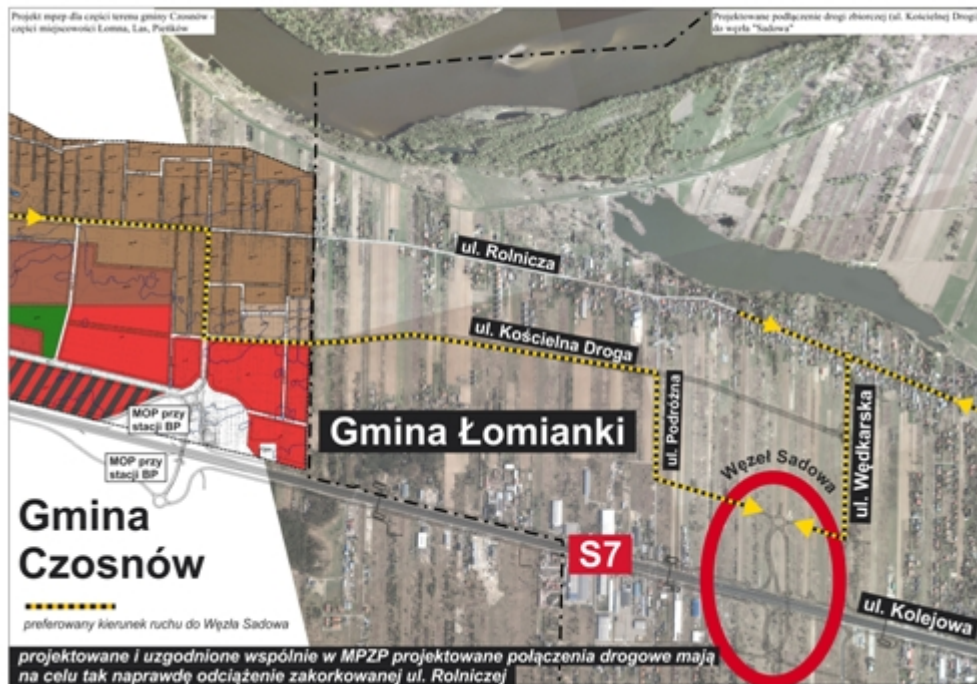 Projekt mpzp dla części terenu gminy Czosnów -
części miejscowości Łomna, Las, Pieńków
Projektowane podłączenie drogi zbiorczej (ul. Kościelnej Drogi)
do węzła "Sadowa"
ul. Rolnicza
ul. Kościelna Droga
ul. Podróżna
Gmina Łomianki
MOP przy
stacji BP
MOP przy
stacji BP
Węzeł Sadowa
ul. Wędkarska
Gmina
Czosnów
S7
ul. Kolejowa
preferowany kierunek ruchu do Węzła Sadowa
projektowane i uzgodnione wspólnie w MPZP projektowane połączenia drogowe mają
na celu tak naprawdę odciążenie zakorkowanej ul. Rolniczej